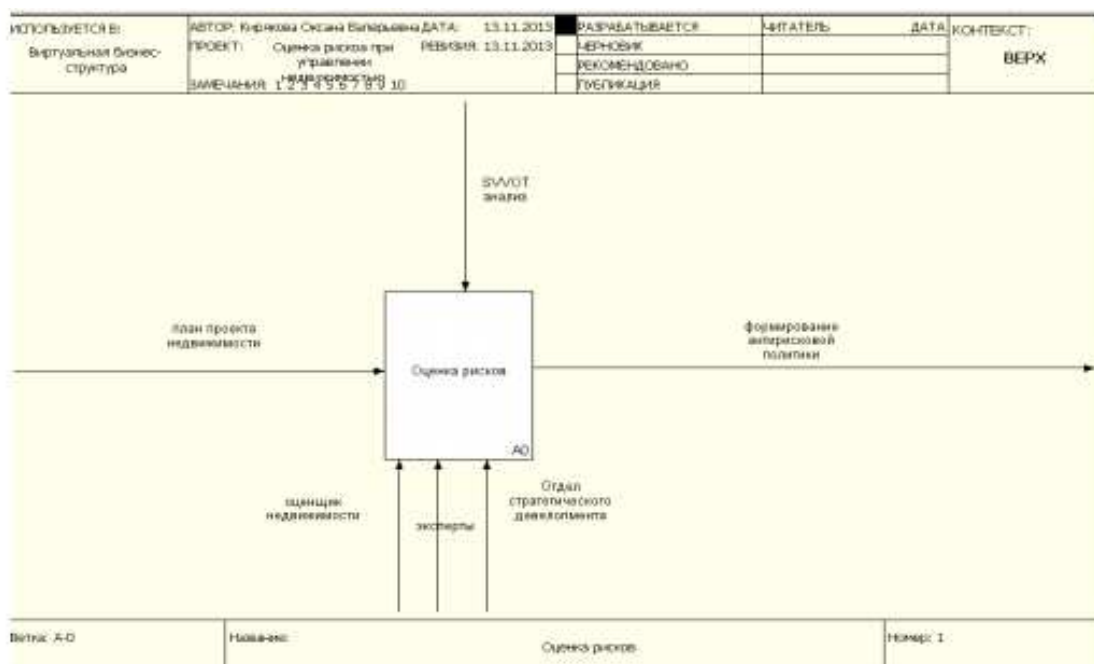 ИСПОЛЬЗУЕТСЯ В:
Виртуальная бизнес-
структура
АВТОР: Кирякова Оксана Валерьевна ДАТА: 13.11.2013
ПРОЕКТ: Оценка рисков при РЕВИЗИЯ: 13.11.2013
управлении
недвижимостью
ЗАМЕЧАНИЯ: 1 2 3 4 5 6 7 8 9 10
РАЗРАБАТЫВАЕТСЯ
ЧЕРНОВИК
РЕКОМЕНДОВАНО
ПУБЛИКАЦИЯ
ЧИТАТЕЛЬ ДАТА
КОНТЕКСТ:
ВЕРХ
SWOT
анализ
план проекта
недвижимости
формирование
антирисковой
политики
Оценка рисков
A0
оценщик
недвижимости
эксперты
Отдел
стратегического
девелопмента
Ветка: A-0
Название:
Оценка рисков
Номер: 1